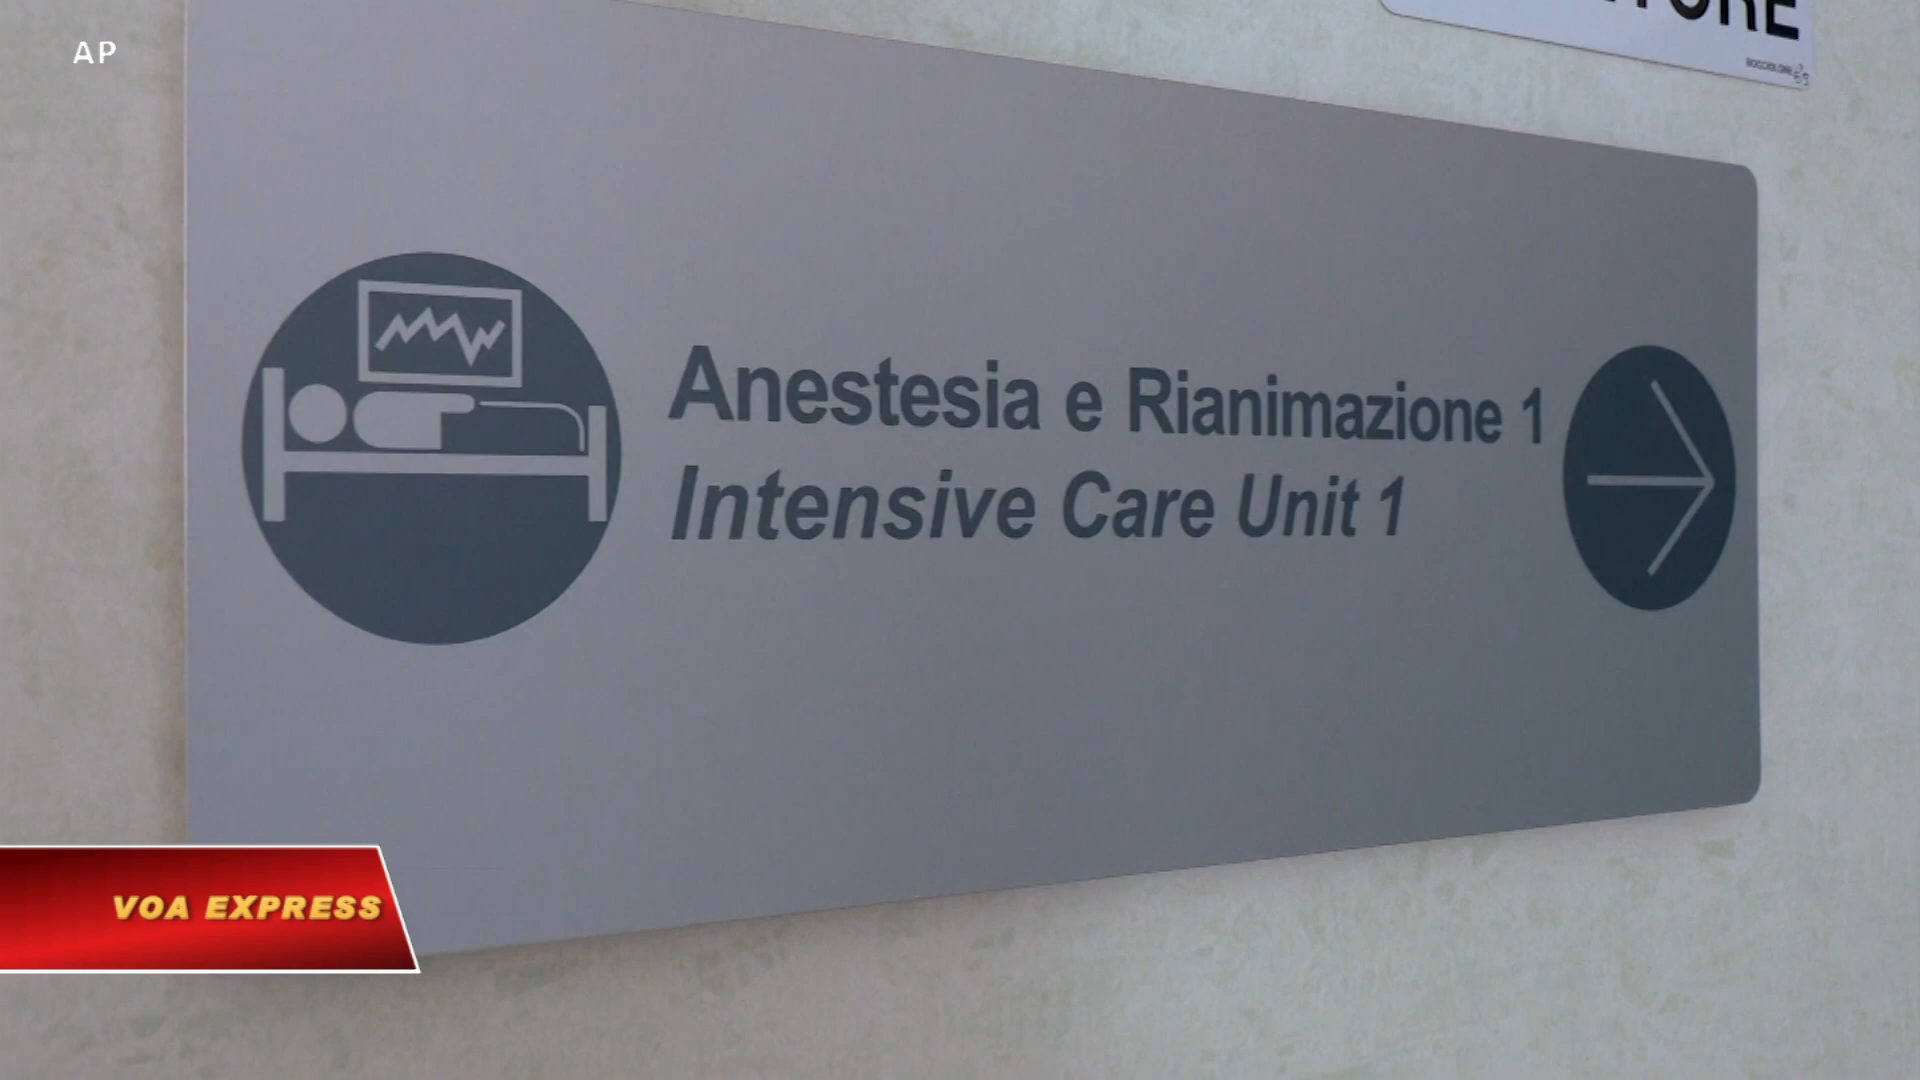 AP
Anestesia e Rianimazione 1
Intensive Care Unit 1
VOA EXPRESS